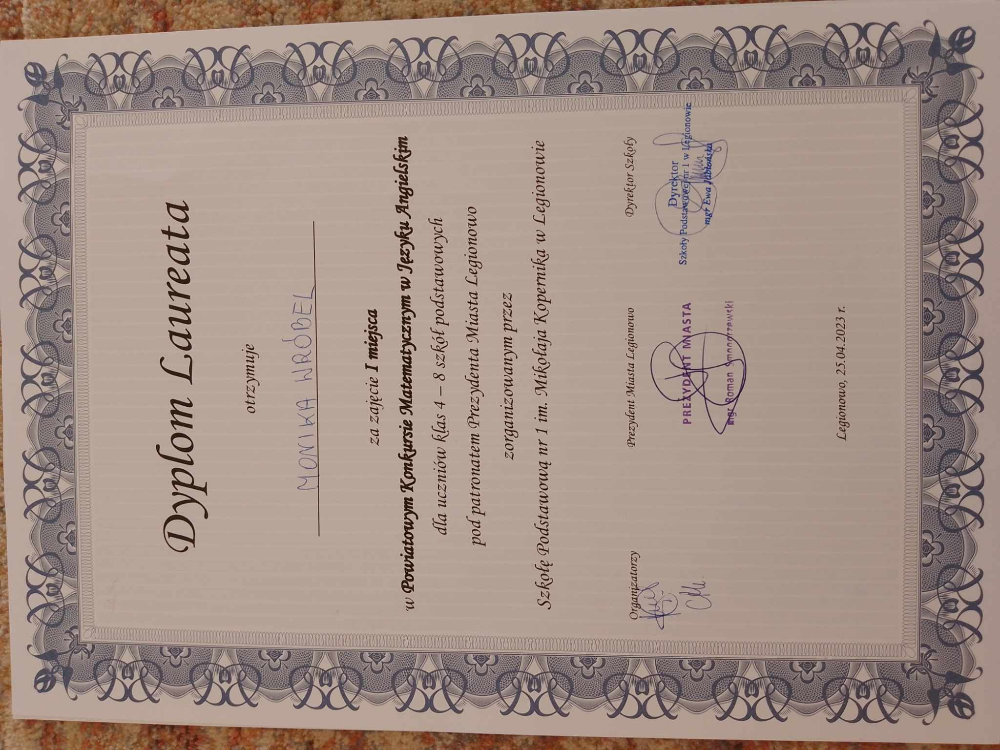 Dyplom Laureata
otrzymuje
MONIKA WRÓBEL
za zajęcie I miejsca
w Powiatowym Konkursie Matematycznym w Języku Angielskim
dla uczniów klas 4 – 8 szkół podstawowych
pod patronatem Prezydenta Miasta Legionowo
zorganizowanym przez
Szkołę Podstawową nr 1 im. Mikołaja Kopernika w Legionowie
Organizatorzy
Prezydent Miasta Legionowo
Dyrektor Szkoły
PREZYDENT MIASTA
mgr Roman Smogorzewski
Dyrektor
Szkoły Podstawowej nr 1 w Legionowie
mgr Ewa Jabłońska
Legionowo, 25.04.2023 r.